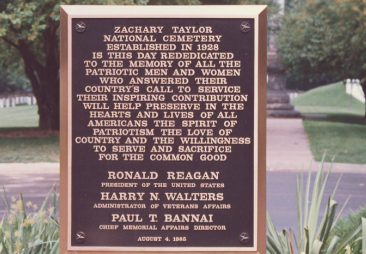 ZACHARY TAYLOR
NATIONAL CEMETERY
ESTABLISHED IN 1928
IS THIS DAY REDEDICATED
TO THE MEMORY OF ALL THE
PATRIOTIC MEN AND WOMEN
WHO ANSWERED THEIR
COUNTRY'S CALL TO SERVICE
THEIR INSPIRING CONTRIBUTION
WILL HELP PRESERVE IN THE
HEARTS AND LIVES OF ALL
AMERICANS THE SPIRIT OF
PATRIOTISM THE LOVE OF
COUNTRY AND THE WILLINGNESS
TO SERVE AND SACRIFICE
FOR THE COMMON GOOD
RONALD REAGAN
PRESIDENT OF THE UNITED STATES
HARRY N. WALTERS
ADMINISTRATOR OF VETERANS AFFAIRS
PAUL T. BANNAI
CHIEF MEMORIAL AFFAIRS DIRECTOR
AUGUST 4, 1985